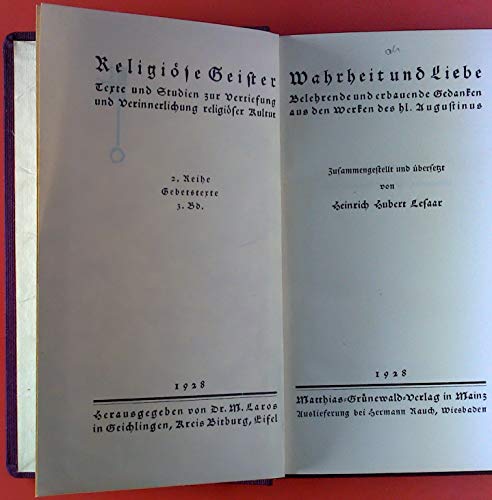 Religiöse Geister
Texte und Studien zur Vertiefung
und Verinnerlichung religiöser Kultur
2. Reihe
Gebetstexte
3. Bd.
1928
Herausgegeben von Dr. M. Laros
in Geichlingen, Kreis Bitburg, Eifel
Wahrheit und Liebe
Belehrende und erbauende Gedanken
aus den Werken des hl. Augustinus
Zusammengestellt und übersetzt
von
Heinrich Hubert Lesaar
1928
Matthias-Grünewald-Verlag in Mainz
Auslieferung bei Hermann Rauch, Wiesbaden